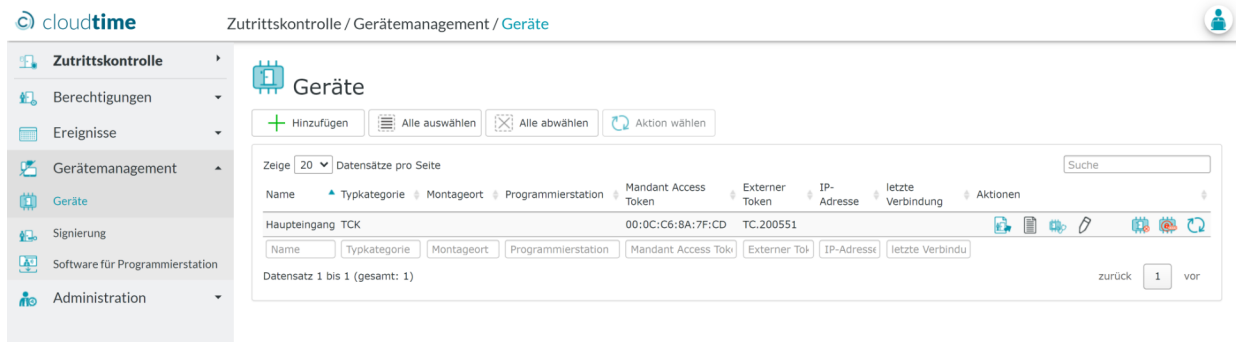 cloudtime
Zutrittskontrolle / Gerätemanagement / Geräte
Zutrittskontrolle
Berechtigungen
Ereignisse
Gerätemanagement
Geräte
Signierung
Software für Programmierstation
Administration
Geräte
Hinzufügen Alle auswählen Alle abwählen Aktion wählen
Zeige 20 Datensätze pro Seite Suche
Name Typkategorie Montageort Programmierstation Mandant Access Token Externer Token IP-Adresse letzte Verbindung Aktionen
Haupteingang TCK 00:0C:C6:8A:7F:CD TC.200551
Name Typkategorie Montageort Programmierstation Mandant Access Tok Externer Tok IP-Adresse letzte Verbindu
Datensatz 1 bis 1 (gesamt: 1) zurück 1 vor